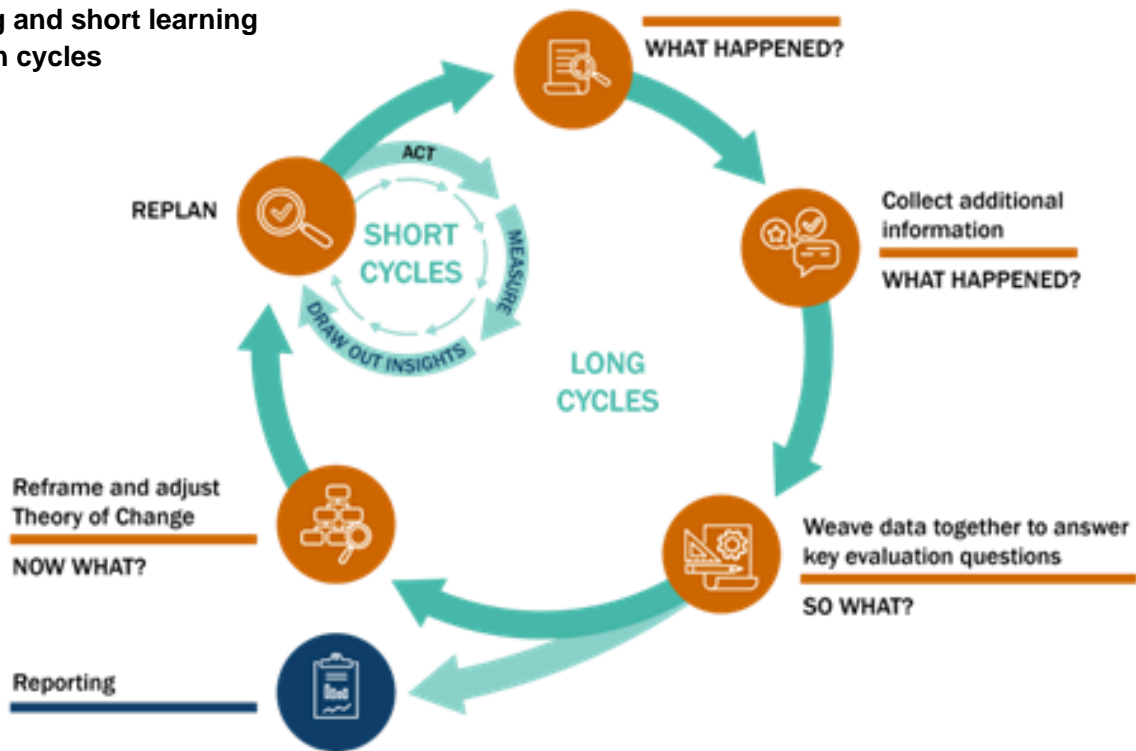 and short learning
cycles
WHAT HAPPENED?
ACT
REPLAN
SHORT
CYCLES
MEASURE
DRAW OUT INSIGHTS
Collect additional
information
WHAT HAPPENED?
LONG
CYCLES
Reframe and adjust
Theory of Change
NOW WHAT?
Weave data together to answer
key evaluation questions
SO WHAT?
Reporting